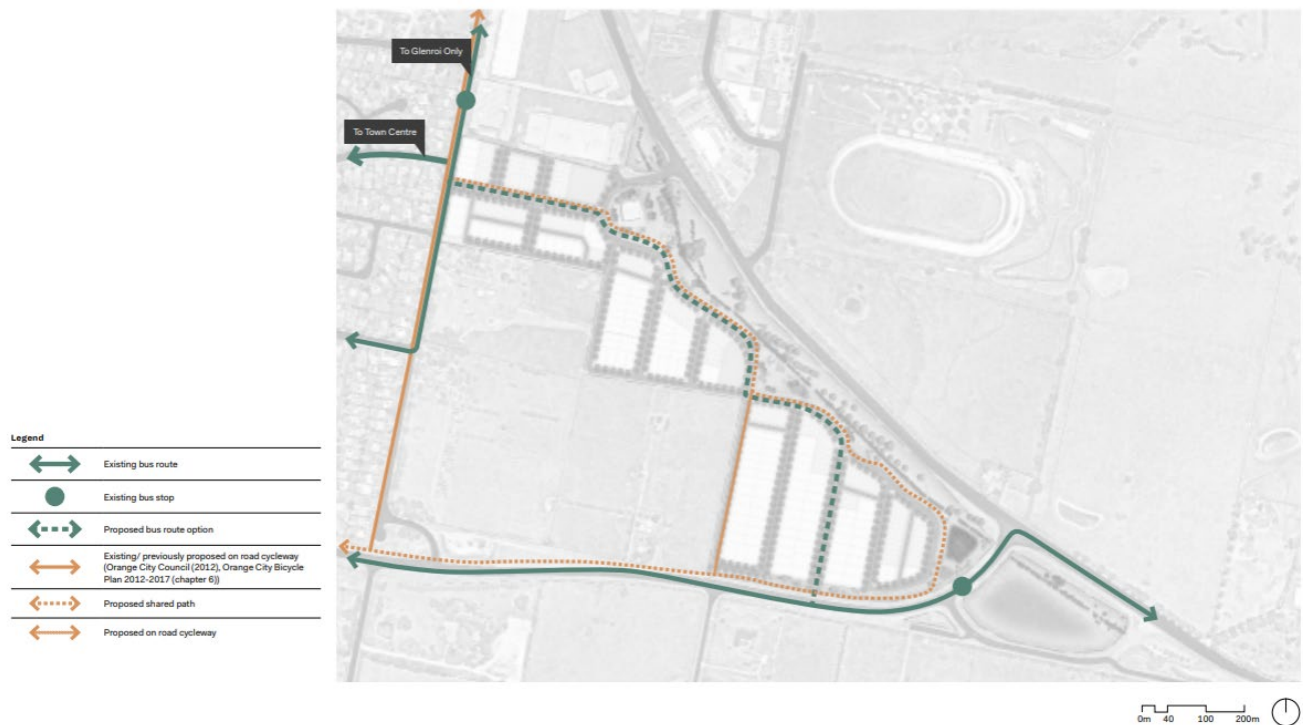 To Glenroi Only
To Town Centre
Legend
Existing bus route
Existing bus stop
Proposed bus route option
Existing/ previously proposed on road cycleway
(Orange City Council (2012), Orange City Bicycle
Plan 2012-2017 (chapter 6))
Proposed shared path
Proposed on road cycleway
0m 40 100 200m